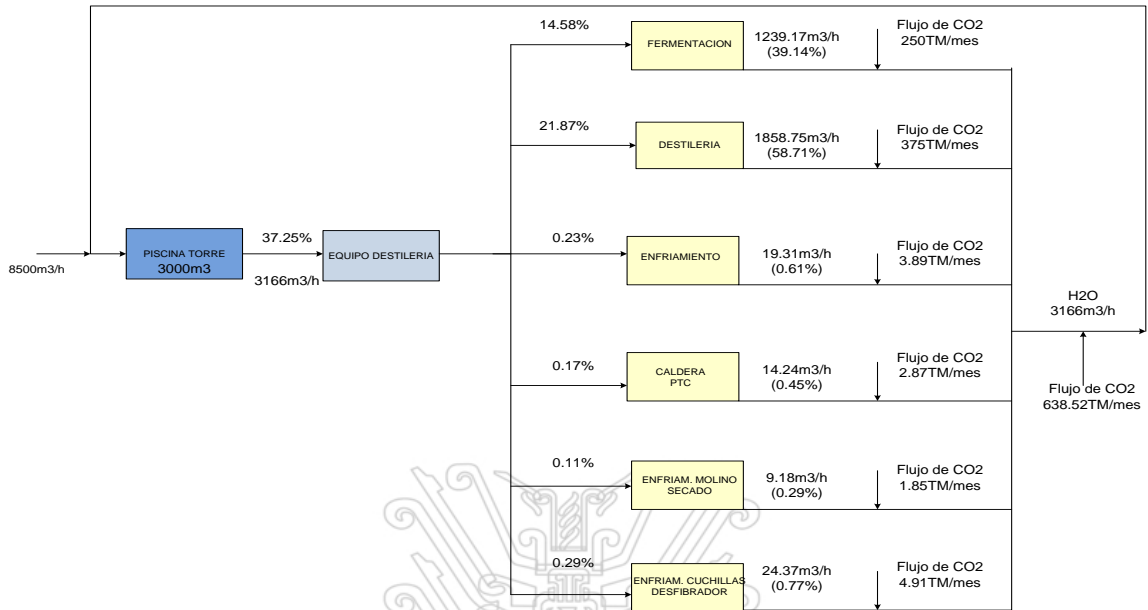 14.58%
FERMENTACION
1239.17m3/h
(39.14%)
Flujo de CO2
250TM/mes
21.87%
DESTILERIA
1858.75m3/h
(58.71%)
Flujo de CO2
375TM/mes
8500m3/h
PISCINA TORRE
3000m3
37.25%
3166m3/h
EQUIPO DESTILERIA
0.23%
ENFRIAMIENTO
19.31m3/h
(0.61%)
Flujo de CO2
3.89TM/mes
H2O
3166m3/h
Flujo de CO2
638.52TM/mes
0.17%
CALDERA
PTC
14.24m3/h
(0.45%)
Flujo de CO2
2.87TM/mes
0.11%
ENFRIAM. MOLINO
SECADO
9.18m3/h
(0.29%)
Flujo de CO2
1.85TM/mes
0.29%
ENFRIAM. CUCHILLAS
DESFIBRADOR
24.37m3/h
(0.77%)
Flujo de CO2
4.91TM/mes